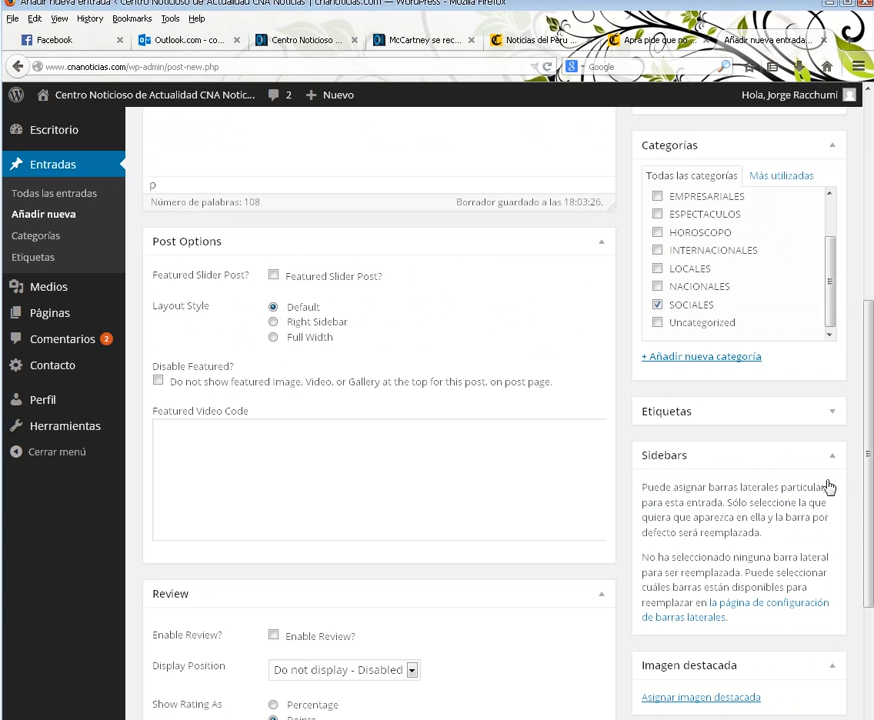 Añadir nueva entrada ‹ Centro Noticioso de Actualidad CNA Noticias | cnanoticias.com — WordPress - Mozilla Firefox
File Edit View History Bookmarks Tools Help
Facebook Outlook.com - co... Centro Noticioso ... McCartney se rec... Noticias del Perú Apra pide que no Añadir nueva entrada...
www.cnanoticias.com/wp-admin/post-new.php Google
Centro Noticioso de Actualidad CNA Notic... 2 + Nuevo Hola, Jorge Racchumi
Escritorio
Entradas
Todas las entradas
Añadir nueva
Categorías
Etiquetas
Medios
Páginas
Comentarios 2
Contacto
Perfil
Herramientas
Cerrar menú
p
Número de palabras: 108 Borrador guardado a las 18:03:26.
Post Options
Featured Slider Post? Featured Slider Post?
Layout Style Default
Right Sidebar
Full Width
Disable Featured?
Do not show featured Image, Video, or Gallery at the top for this post, on post page.
Featured Video Code
Review
Enable Review? Enable Review?
Display Position Do not display - Disabled
Show Rating As Percentage
Points
Categorías
Todas las categorías Más utilizadas
EMPRESARIALES
ESPECTACULOS
HOROSCOPO
INTERNACIONALES
LOCALES
NACIONALES
SOCIALES
Uncategorized
+ Añadir nueva categoría
Etiquetas
Sidebars
Puede asignar barras laterales particular
para esta entrada. Sólo seleccione la que
quiera que aparezca en ella y la barra por
defecto será reemplazada.
No ha seleccionado ninguna barra lateral
para ser reemplazada. Puede seleccionar
cuáles barras están disponibles para
reemplazar en la página de configuración
de barras laterales.
Imagen destacada
Asignar imagen destacada